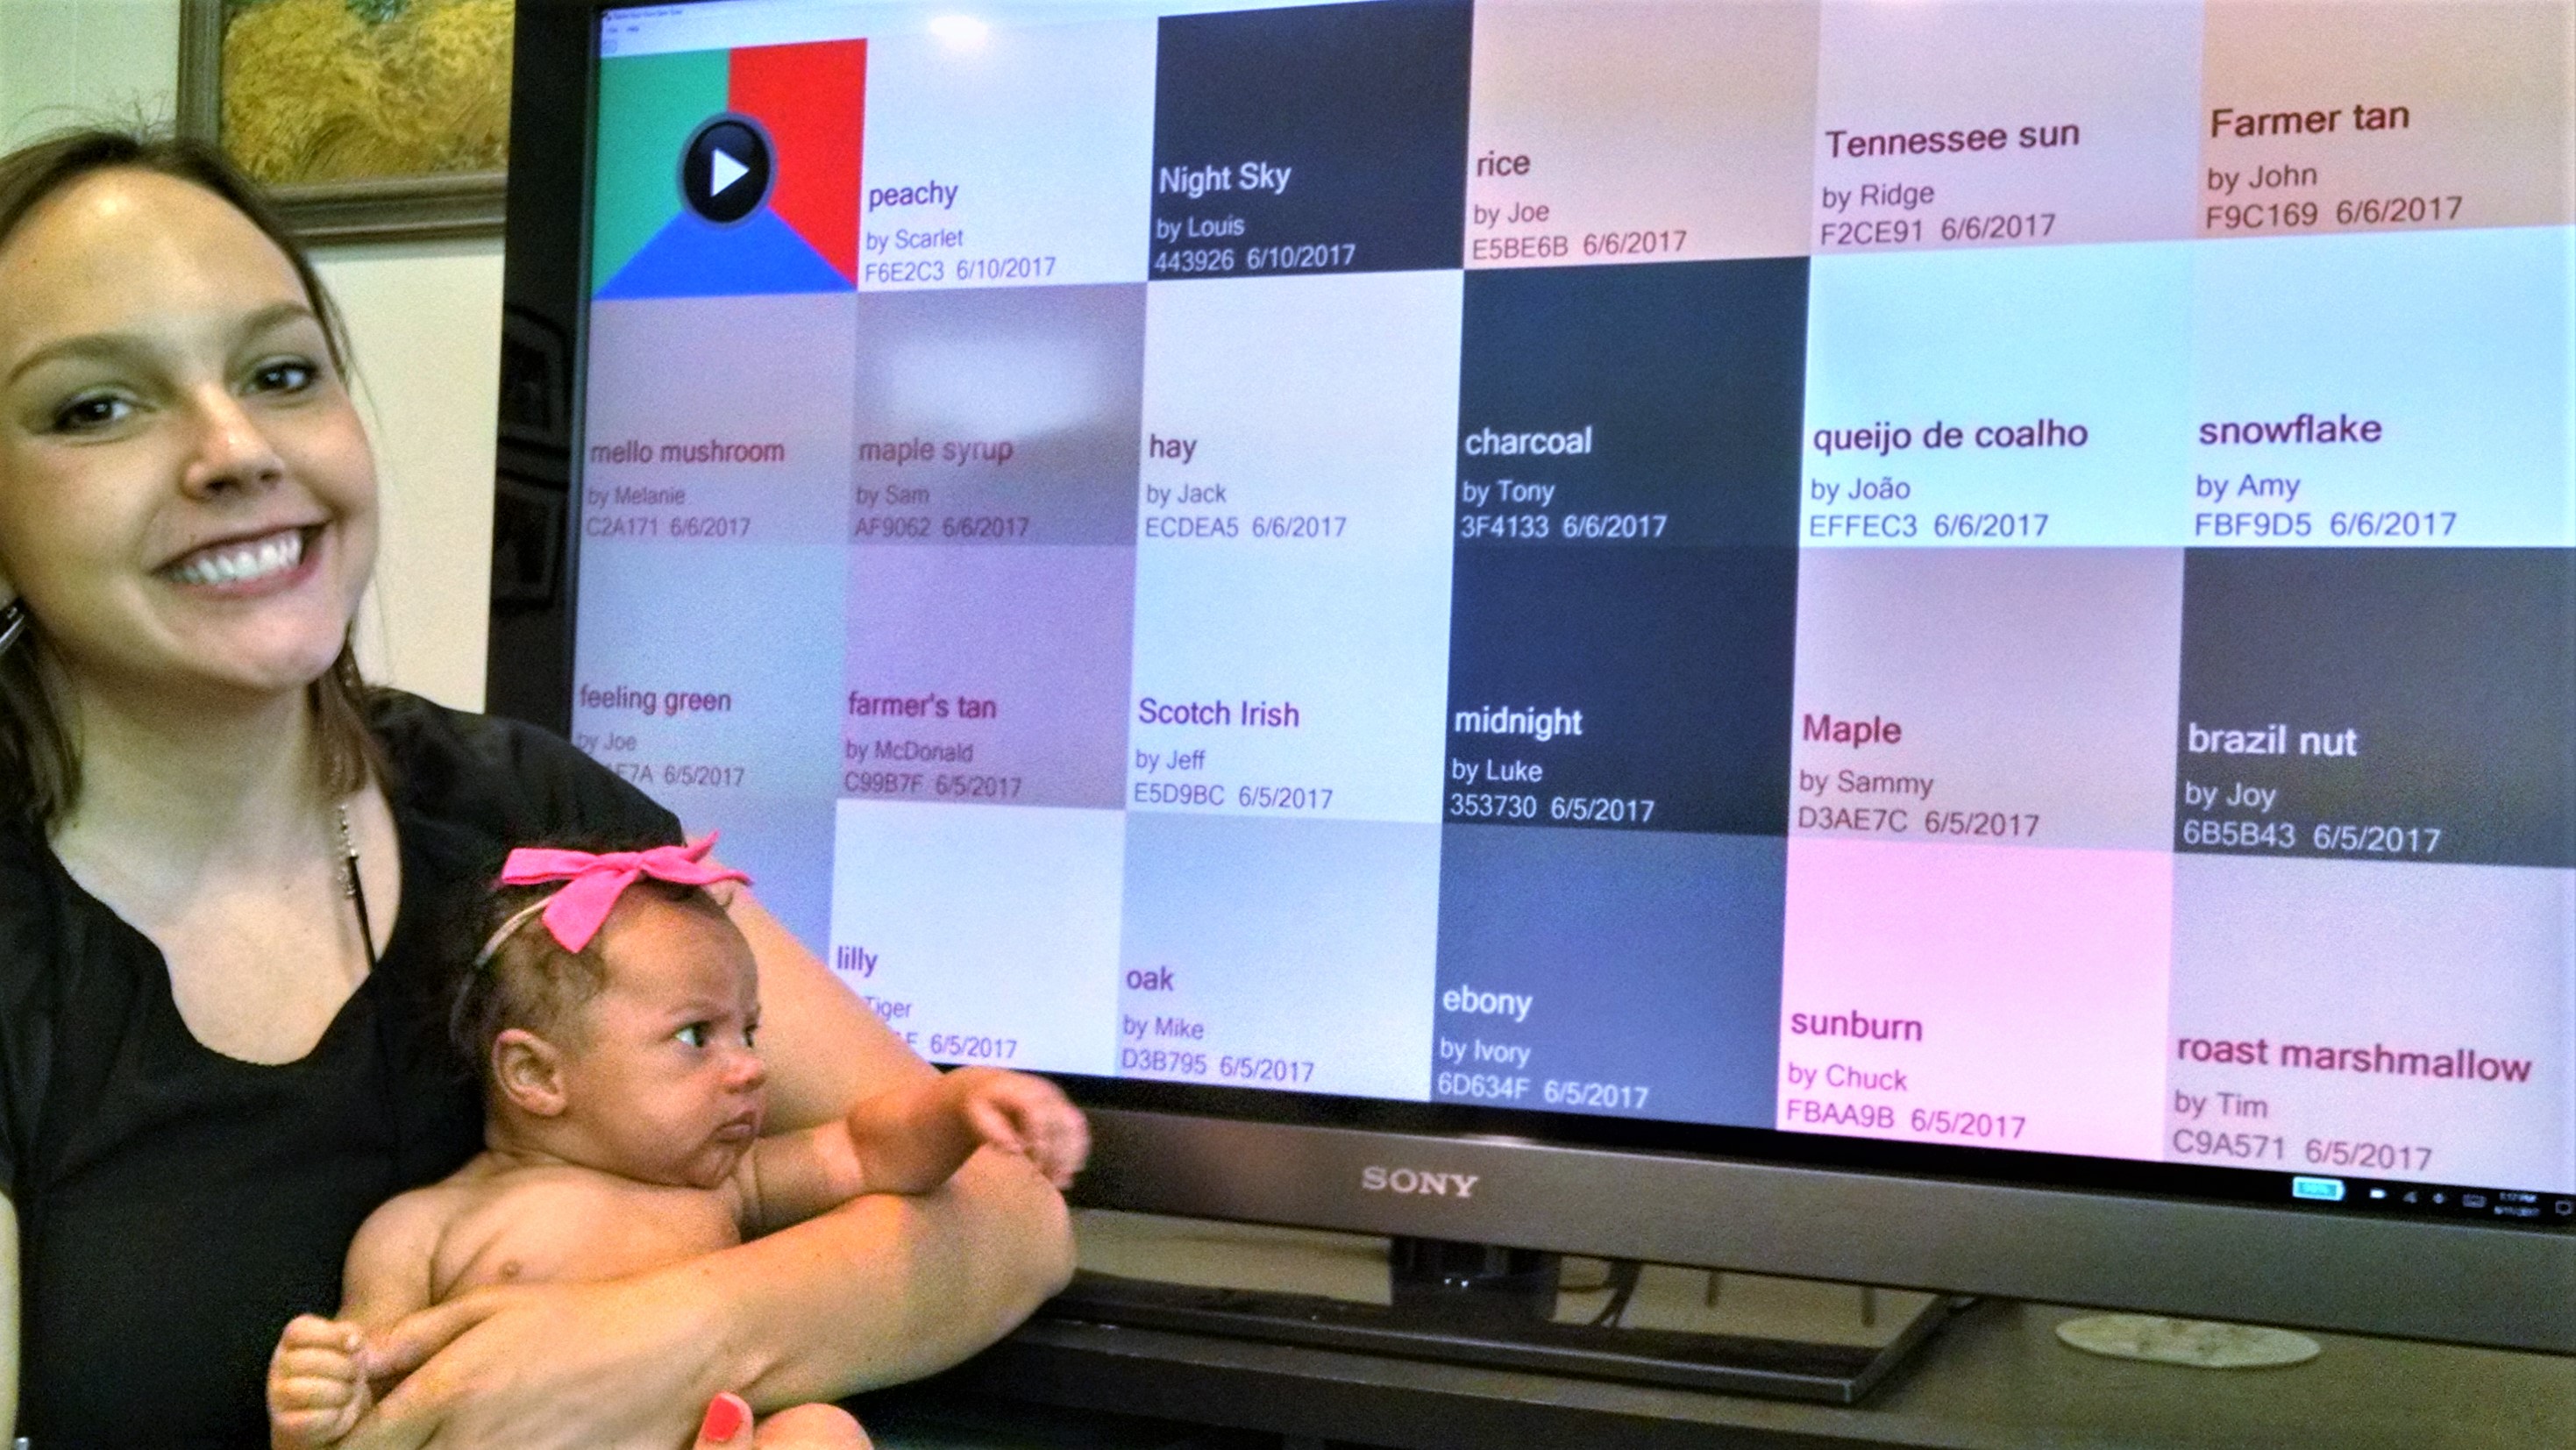 peachy
by Scarlet
F6E2C3 6/10/2017
Night Sky
by Louis
443926 6/10/2017
rice
by Joe
E5BE6B 6/6/2017
Tennessee sun
by Ridge
F2CE91 6/6/2017
Farmer tan
by John
F9C169 6/6/2017
mello mushroom
by Melanie
C2A171 6/6/2017
maple syrup
by Sam
AF9062 6/6/2017
hay
by Jack
ECDEA5 6/6/2017
charcoal
by Tony
3F4133 6/6/2017
queijo de coalho
by João
EFFEC3 6/6/2017
snowflake
by Amy
FBF9D5 6/6/2017
feeling green
by Joe
6/5/2017
farmer's tan
by McDonald
C99B7F 6/5/2017
Scotch Irish
by Jeff
E5D9BC 6/5/2017
midnight
by Luke
353730 6/5/2017
Maple
by Sammy
D3AE7C 6/5/2017
brazil nut
by Joy
6B5B43 6/5/2017
lilly
Tiger
6/5/2017
oak
by Mike
D3B795 6/5/2017
ebony
by Ivory
6D634F 6/5/2017
sunburn
by Chuck
FBAA9B 6/5/2017
roast marshmallow
by Tim
C9A571 6/5/2017
SONY